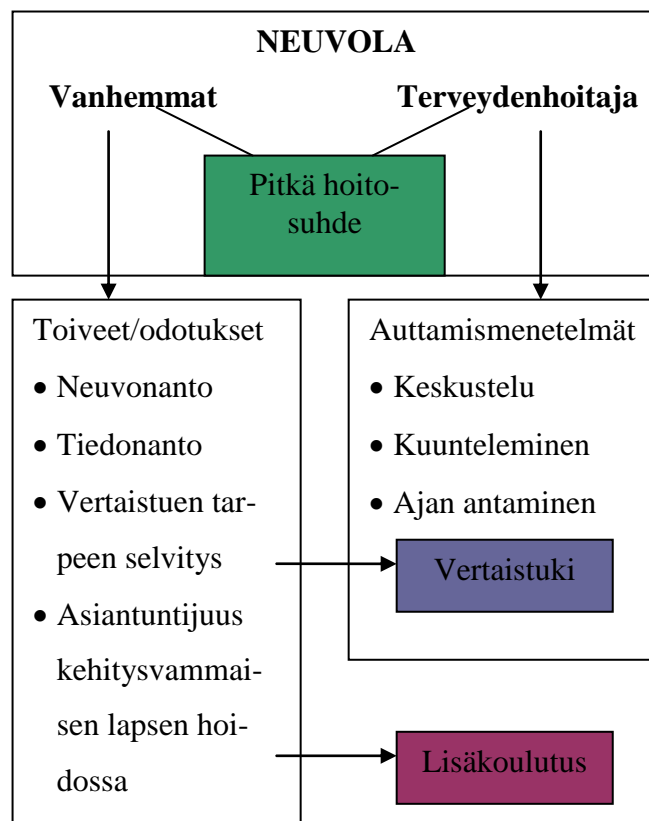 NEUVOLA
Vanhemmat
Terveydenhoitaja
Pitkä hoito-
suhde
Toiveet/odotukset
• Neuvonanto
• Tiedonanto
• Vertaistuen tar-
peen selvitys
• Asiantuntijuus
kehitysvammai-
sen lapsen hoi-
dossa
Auttamismenetelmät
• Keskustelu
• Kuunteleminen
• Ajan antaminen
Vertaistuki
Lisäkoulutus